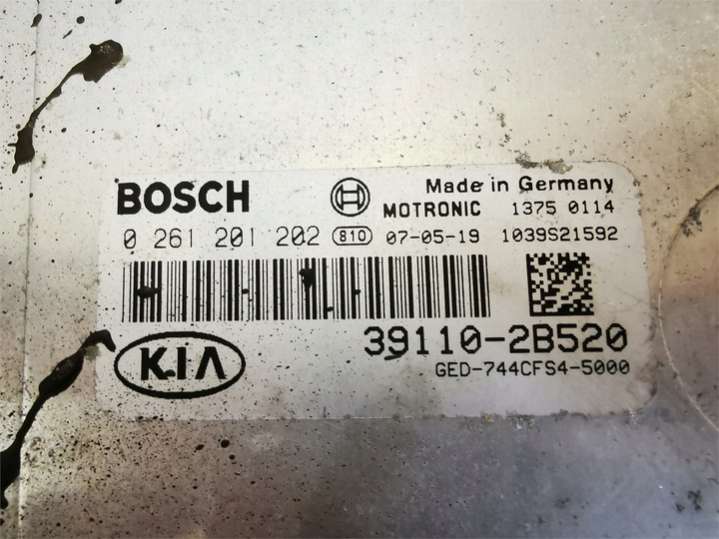 BOSCH Made in Germany
MOTRONIC 1375 0114
0 261 201 202 810 07-05-19 1039S21592
39110-2B520
KIA GED-744CFS4-5000